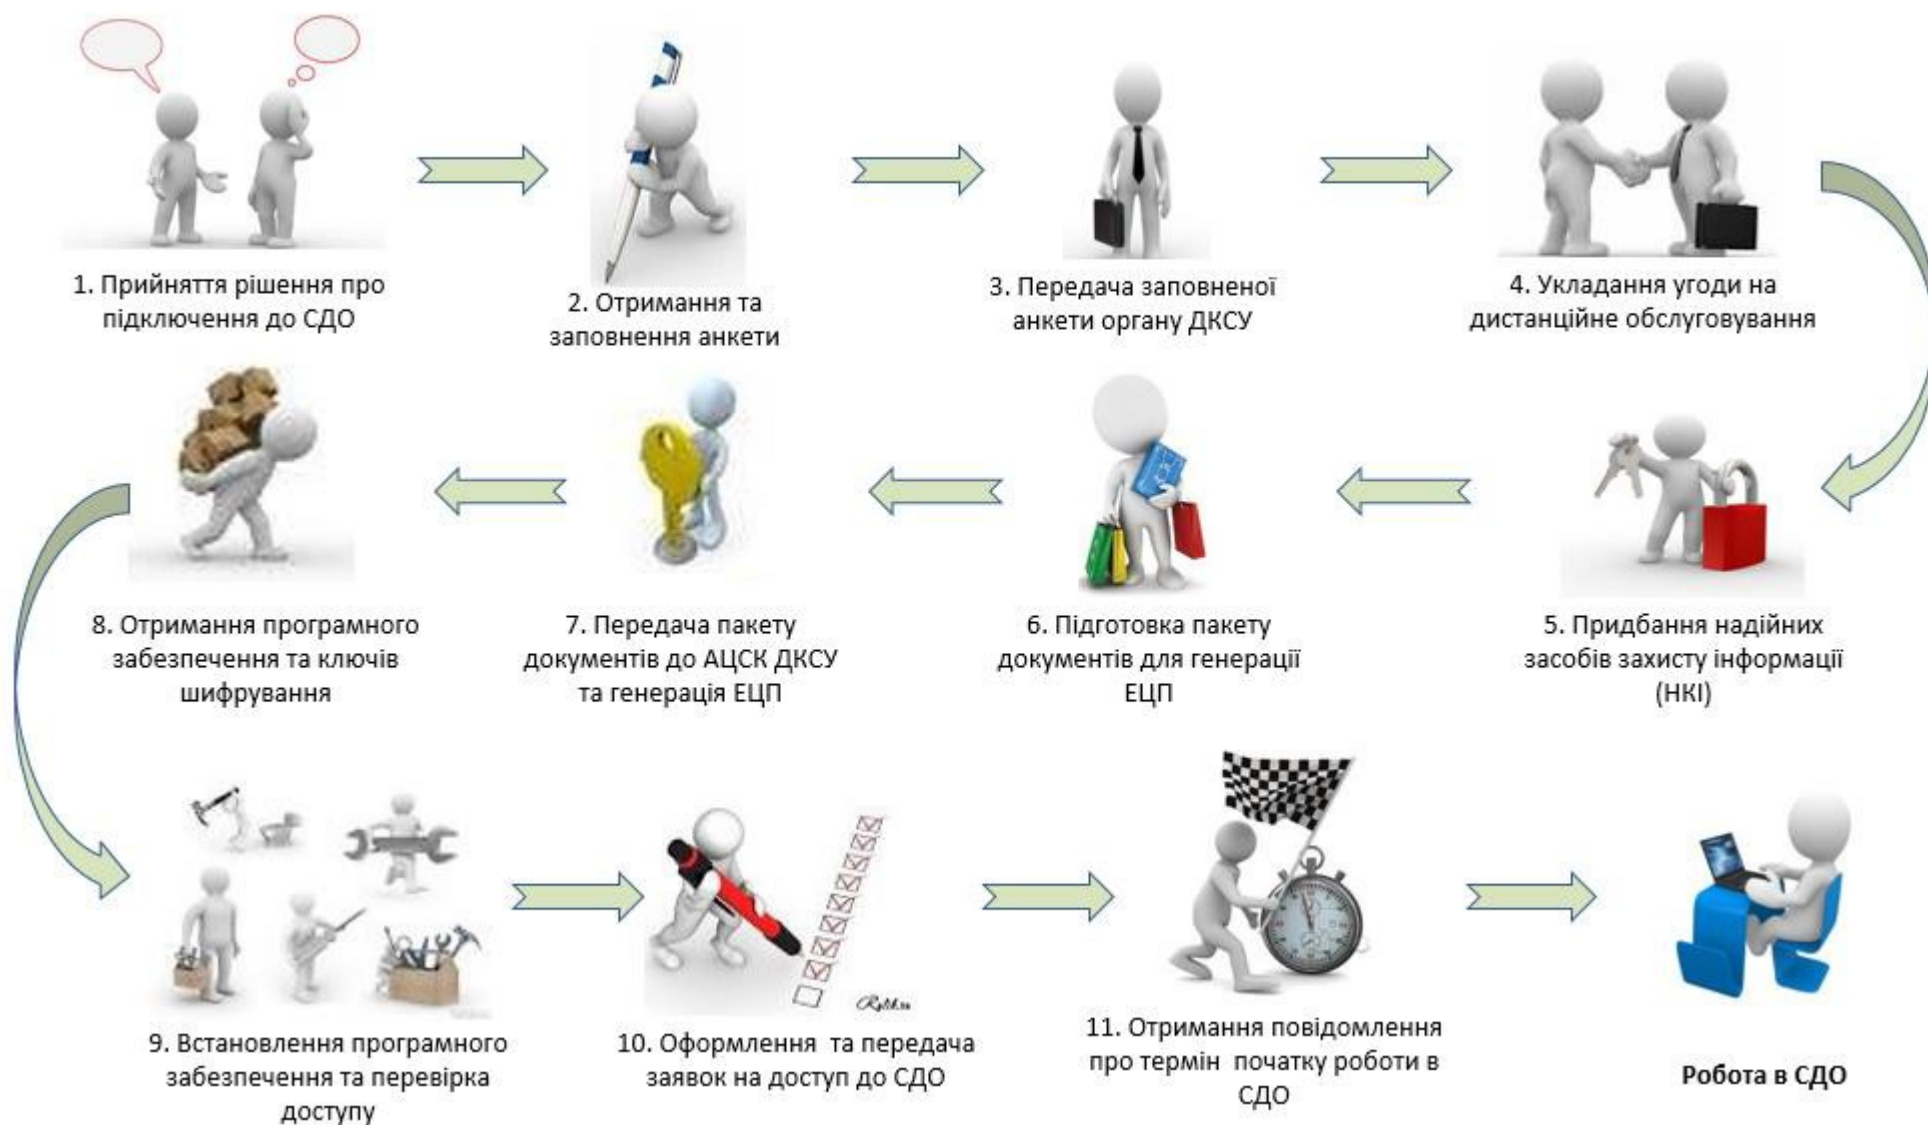 1. Прийняття рішення про
підключення до СДО
2. Отримання та
заповнення анкети
3. Передача заповненої
анкети органу ДКСУ
4. Укладання угоди на
дистанційне обслуговування
5. Придбання надійних
засобів захисту інформації
(НКІ)
6. Підготовка пакету
документів для генерації
ЕЦП
7. Передача пакету
документів до АЦСК ДКСУ
та генерація ЕЦП
8. Отримання програмного
забезпечення та ключів
шифрування
9. Встановлення програмного
забезпечення та перевірка
доступу
10. Оформлення та передача
заявок на доступ до СДО
11. Отримання повідомлення
про термін початку роботи в
СДО
Робота в СДО